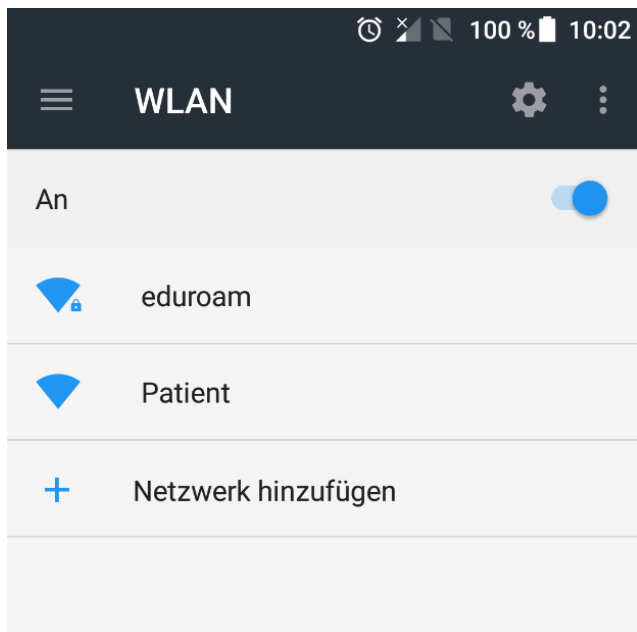 100 % 10:02
WLAN
An
eduroam
Patient
Netzwerk hinzufügen